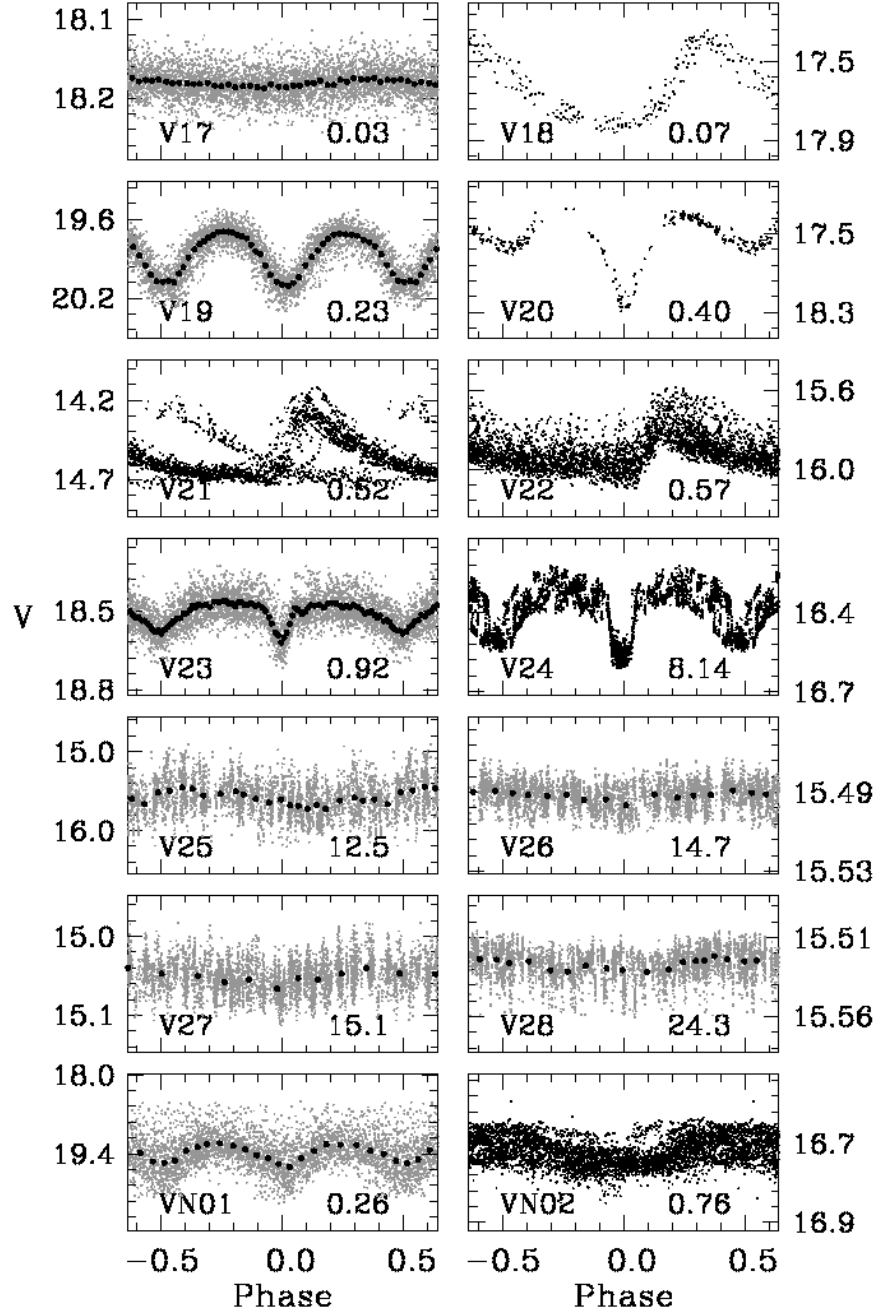 18.1
18.2
V17 0.03
17.5
17.9
V18 0.07
19.6
20.2
V19 0.23
17.5
18.3
V20 0.40
14.2
14.7
V21 0.52
15.6
16.0
V22 0.57
V
18.5
18.8
V23 0.92
16.4
16.7
V24 8.14
15.0
16.0
V25 12.5
15.49
15.53
V26 14.7
15.0
15.1
V27 15.1
15.51
15.56
V28 24.3
18.0
19.4
VN01 0.26
16.7
16.9
VN02 0.76
−0.5 0.0 0.5
−0.5 0.0 0.5
Phase
Phase